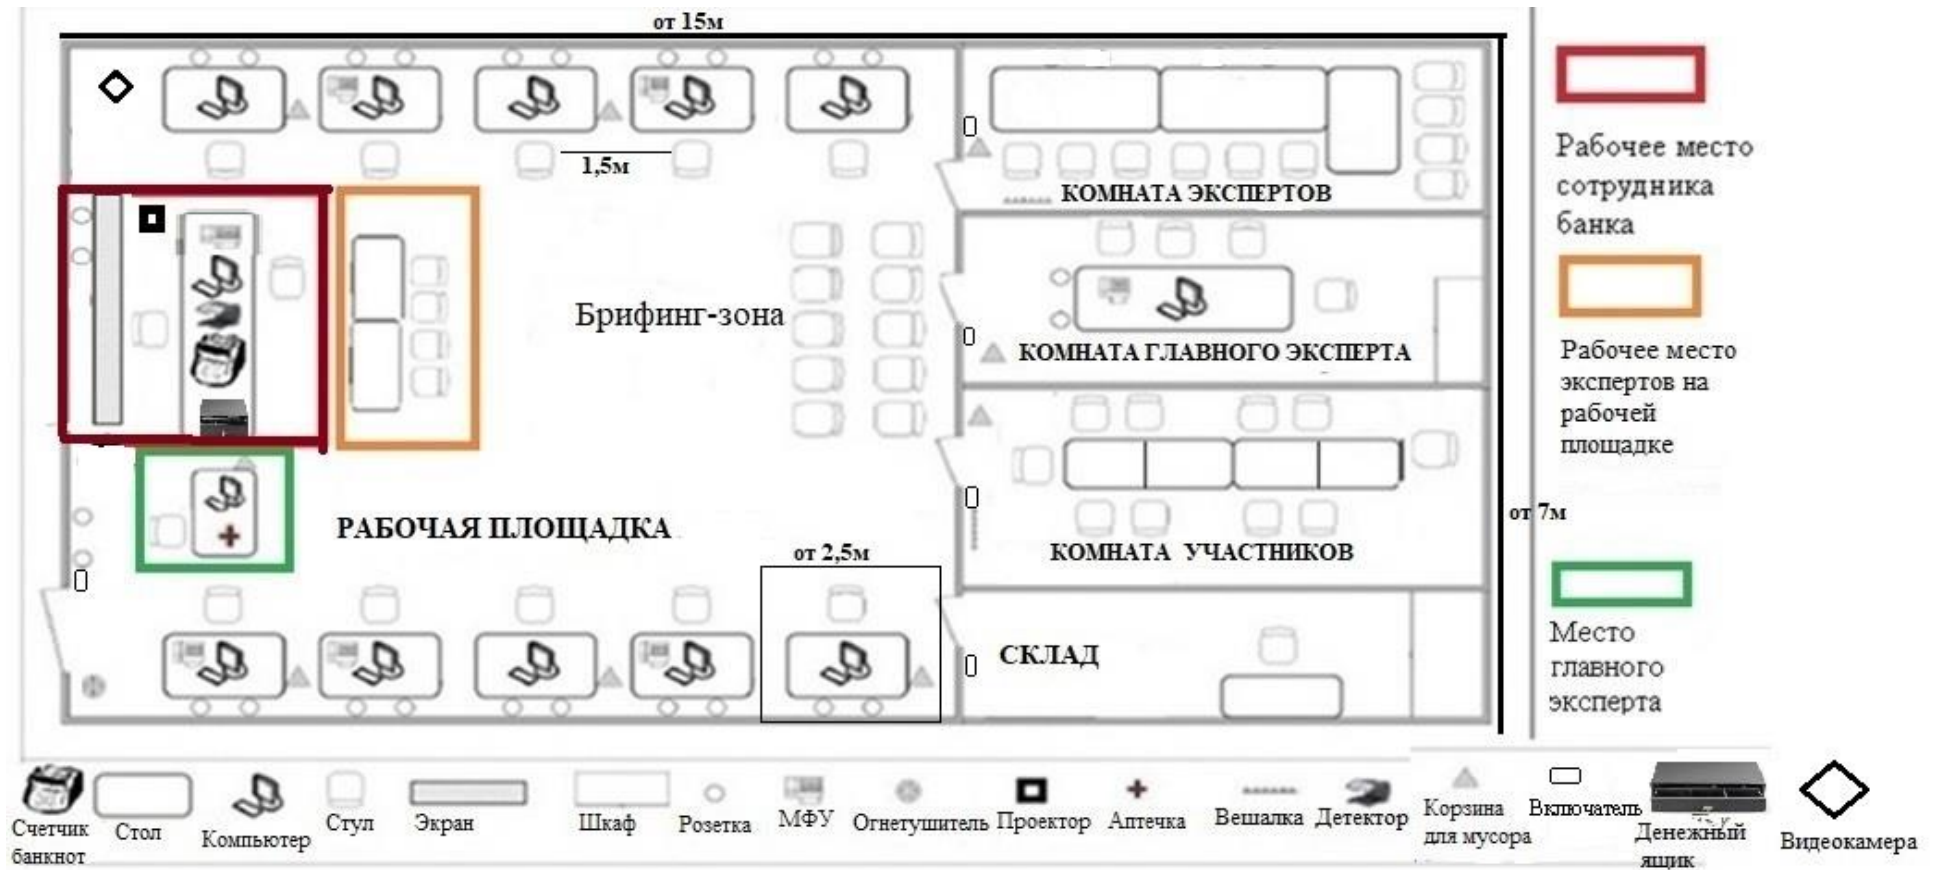 от 15м
1,5м
КОМНАТА ЭКСПЕРТОВ
Рабочее место
сотрудника
банка
Брифинг-зона
КОМНАТА ГЛАВНОГО ЭКСПЕРТА
Рабочее место
экспертов на
рабочей
площадке
РАБОЧАЯ ПЛОЩАДКА
от 2,5м
КОМНАТА УЧАСТНИКОВ
от 7м
СКЛАД
Место
главного
эксперта
Счетчик
банкнот
Стол
Компьютер
Стул
Экран
Шкаф
Розетка
МФУ
Огнетушитель
Проектор
Аптечка
Вешалка
Детектор
Корзина
для мусора
Включатель
Денежный
ящик
Видеокамера